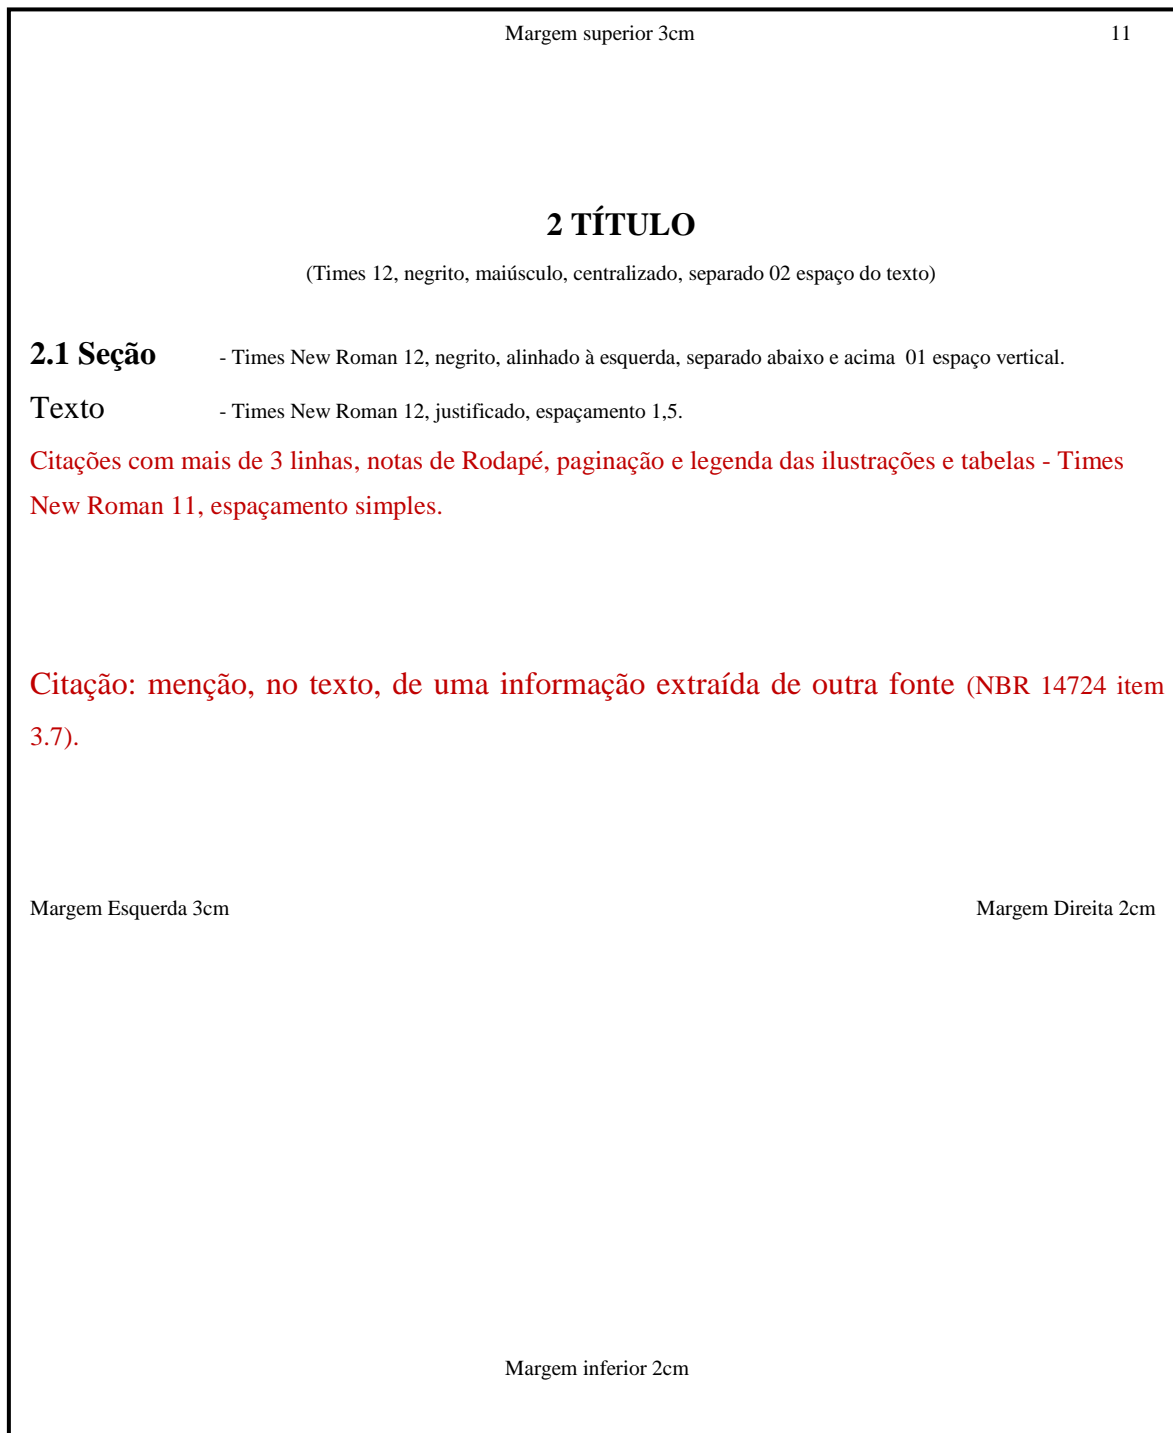 Margem superior 3cm 11
2 TÍTULO
(Times 12, negrito, maiúsculo, centralizado, separado 02 espaço do texto)
2.1 Seção - Times New Roman 12, negrito, alinhado à esquerda, separado abaixo e acima 01 espaço vertical.
Texto - Times New Roman 12, justificado, espaçamento 1,5.
Citações com mais de 3 linhas, notas de Rodapé, paginação e legenda das ilustrações e tabelas - Times
New Roman 11, espaçamento simples.
Citação: menção, no texto, de uma informação extraída de outra fonte (NBR 14724 item
3.7).
Margem Esquerda 3cm Margem Direita 2cm
Margem inferior 2cm